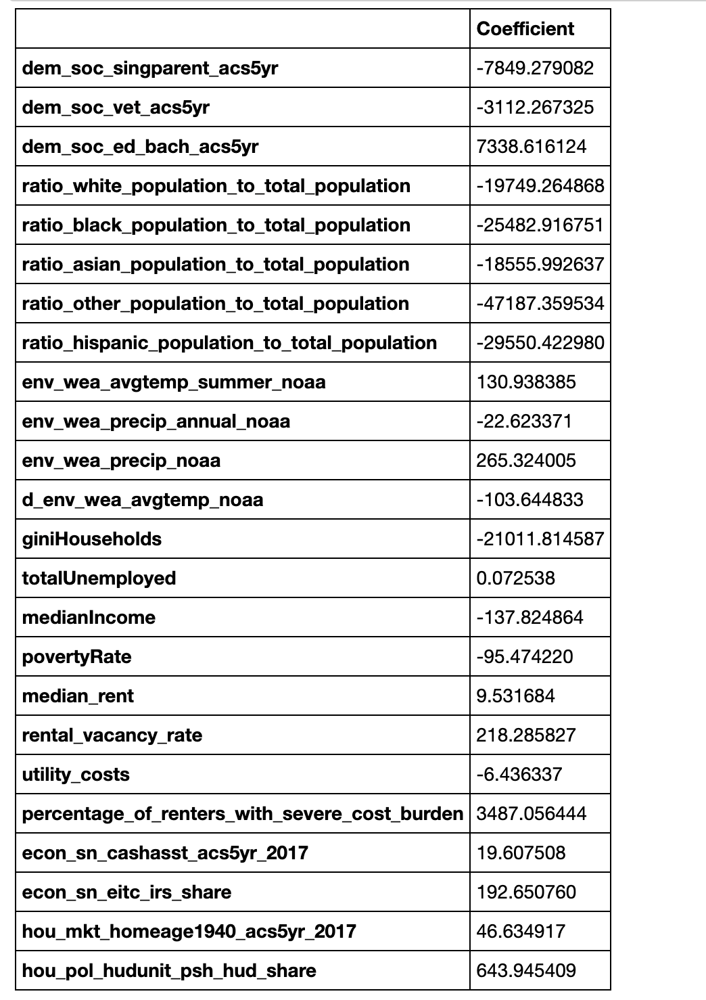 Coefficient
dem_soc_singparent_acs5yr -7849.279082
dem_soc_vet_acs5yr -3112.267325
dem_soc_ed_bach_acs5yr 7338.616124
ratio_white_population_to_total_population -19749.264868
ratio_black_population_to_total_population -25482.916751
ratio_asian_population_to_total_population -18555.992637
ratio_other_population_to_total_population -47187.359534
ratio_hispanic_population_to_total_population -29550.422980
env_wea_avgtemp_summer_noaa 130.938385
env_wea_precip_annual_noaa -22.623371
env_wea_precip_noaa 265.324005
d_env_wea_avgtemp_noaa -103.644833
giniHouseholds -21011.814587
totalUnemployed 0.072538
medianIncome -137.824864
povertyRate -95.474220
median_rent 9.531684
rental_vacancy_rate 218.285827
utility_costs -6.436337
percentage_of_renters_with_severe_cost_burden 3487.056444
econ_sn_cashasst_acs5yr_2017 19.607508
econ_sn_eitc_irs_share 192.650760
hou_mkt_homeage1940_acs5yr_2017 46.634917
hou_pol_hudunit_psh_hud_share 643.945409